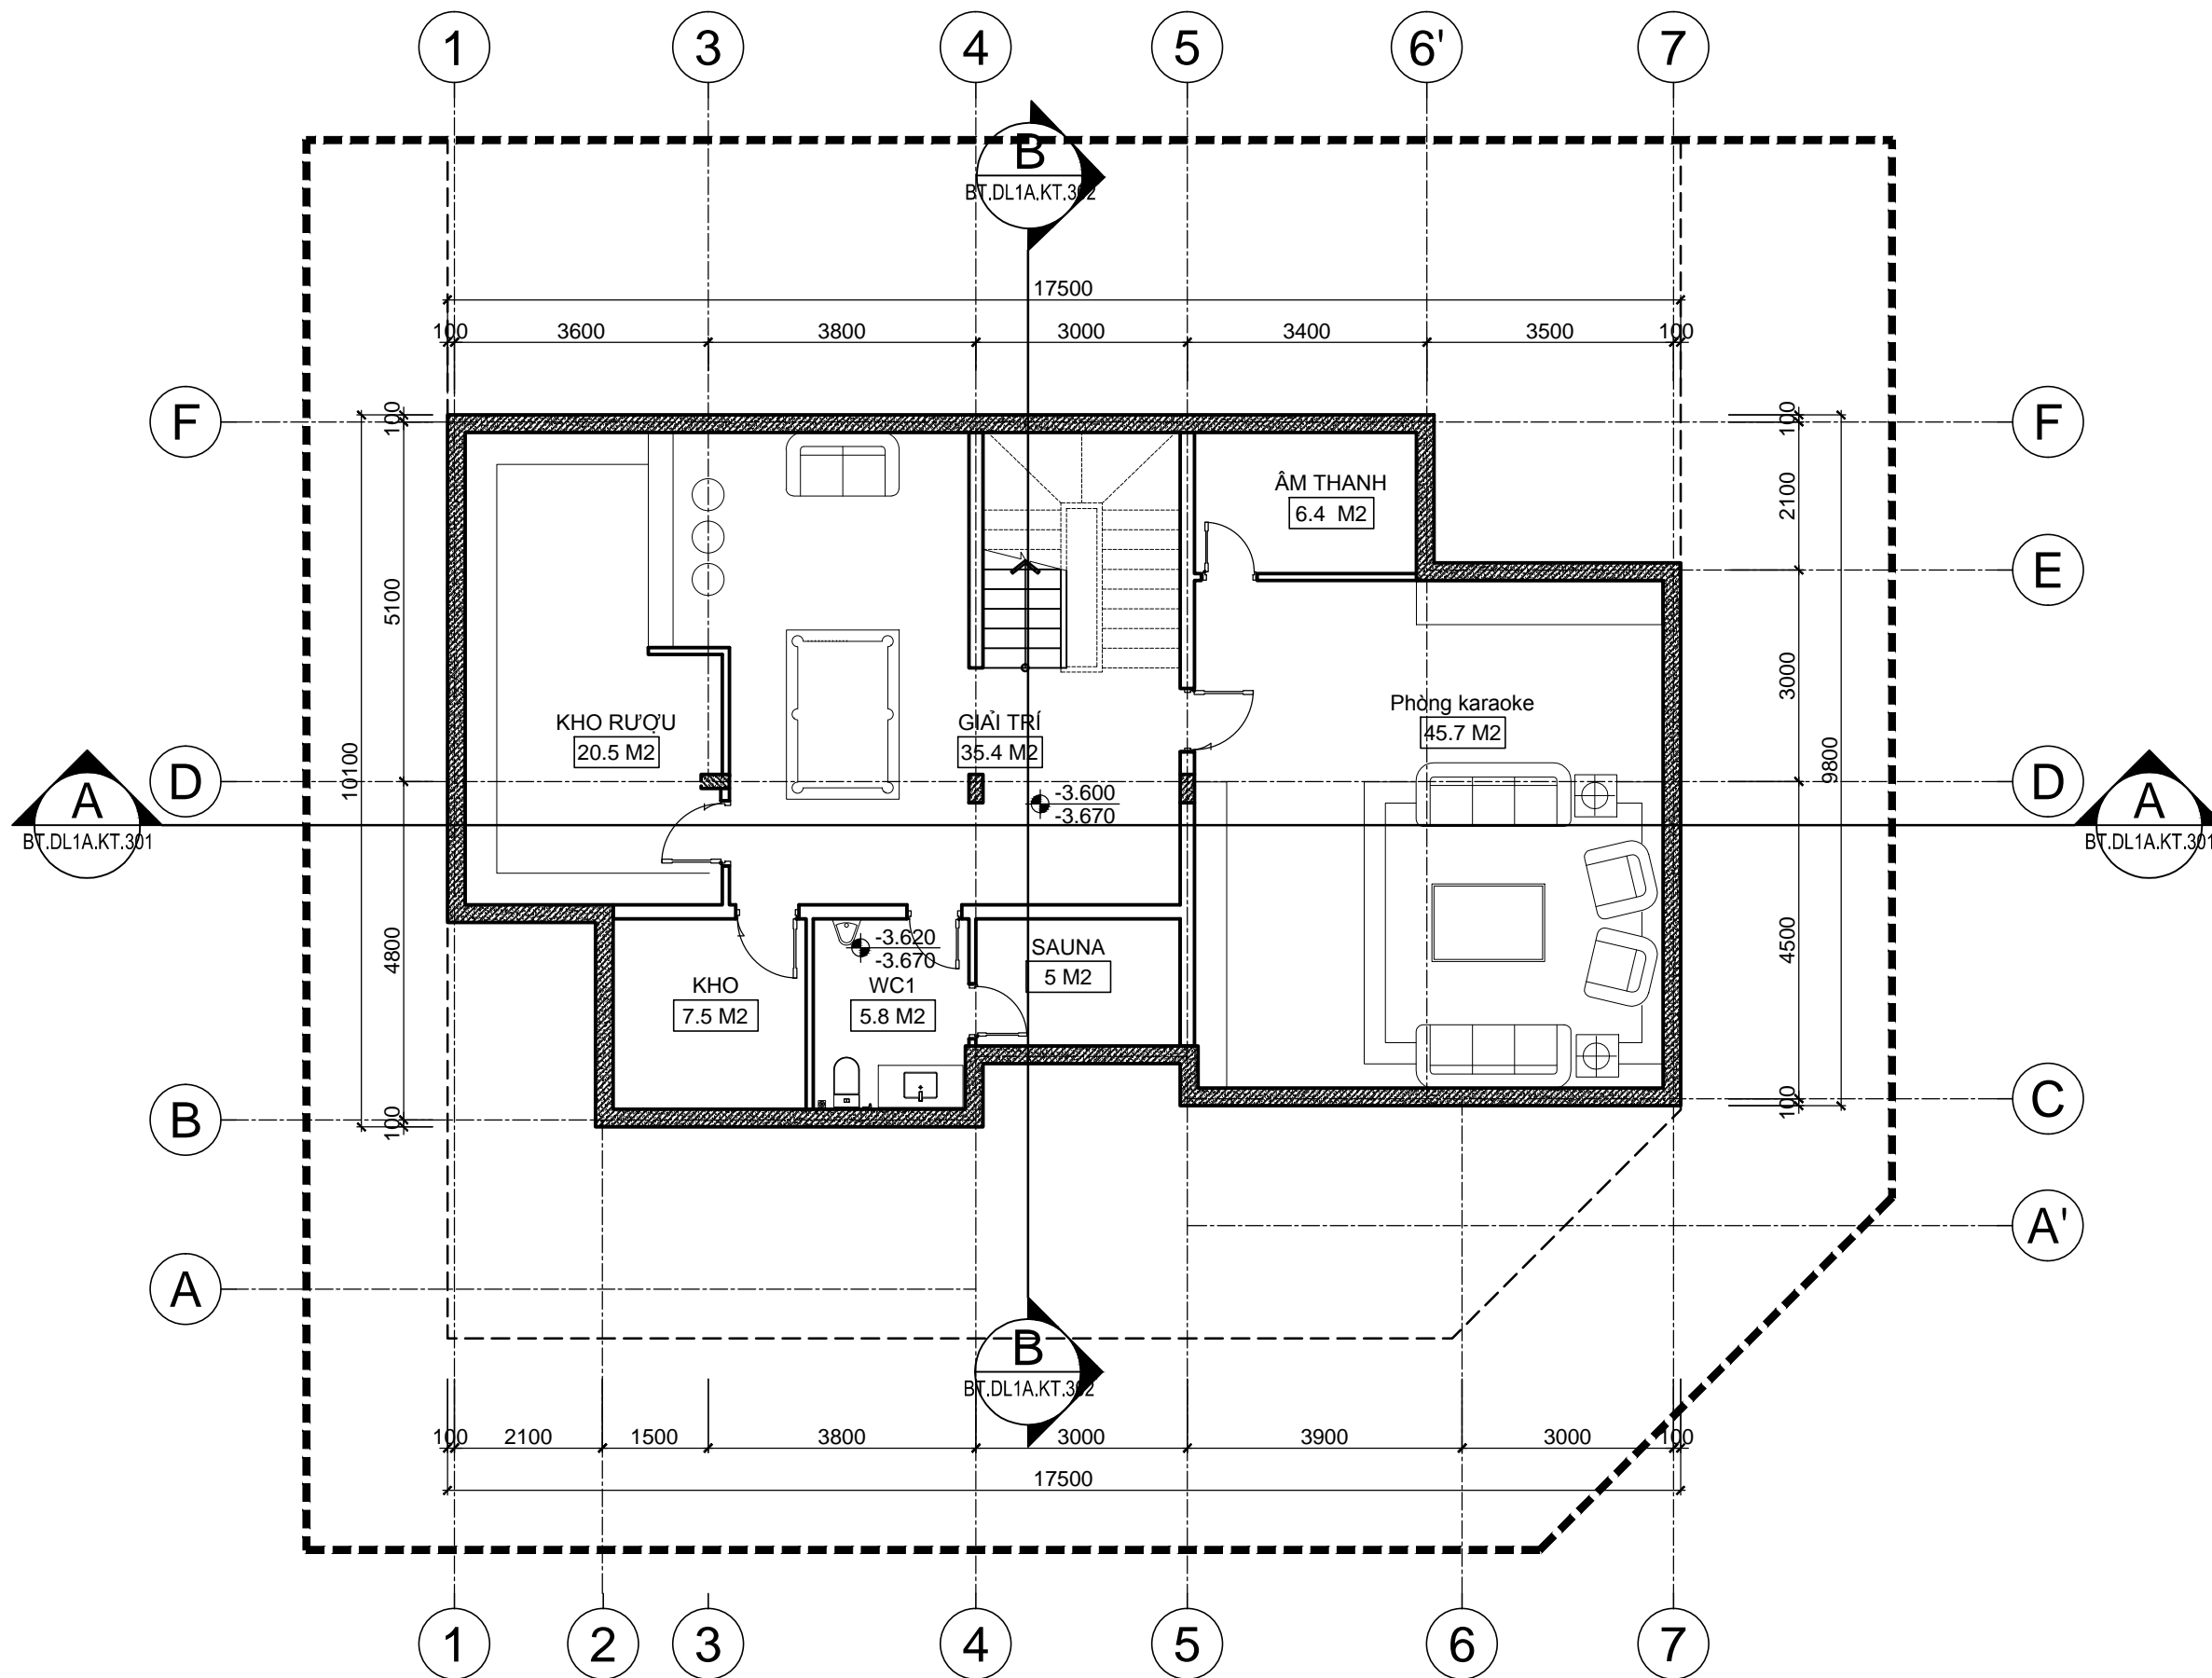 1 3 4 5 6' 7
B
BT.DL1A.KT.302
17500
100 3600 3800 3000 3400 3500 100
F 100 100 F
ÂM THANH
6.4 M2
2100
E
5100
3000
KHO RƯỢU
20.5 M2
GIẢI TRÍ
35.4 M2
Phòng karaoke
45.7 M2
10100
9800
D D
-3.600
-3.670
A
BT.DL1A.KT.301
A
BT.DL1A.KT.301
4800
4500
-3.620
-3.670
SAUNA
5 M2
KHO
7.5 M2
WC1
5.8 M2
B 100 100 C
A'
A
B
BT.DL1A.KT.302
100 2100 1500 3800 3000 3900 3000 100
17500
1 2 3 4 5 6 7